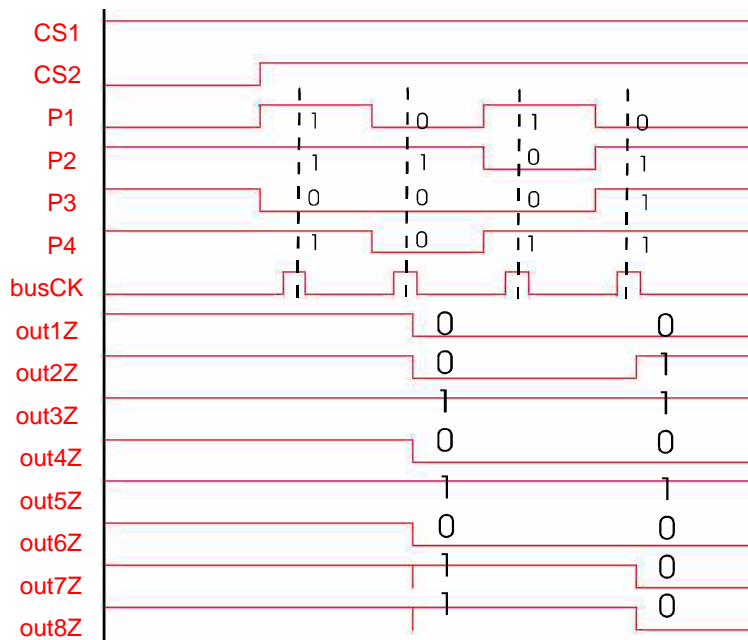 CS1
CS2
P1 1 0 1 0
P2 1 1 0 1
P3 0 0 0 1
P4 1 0 1 1
busCK
out1Z 0 0
out2Z 0 1
out3Z 1 1
out4Z 0 0
out5Z 1 1
out6Z 0 0
out7Z 1 0
out8Z 1 0